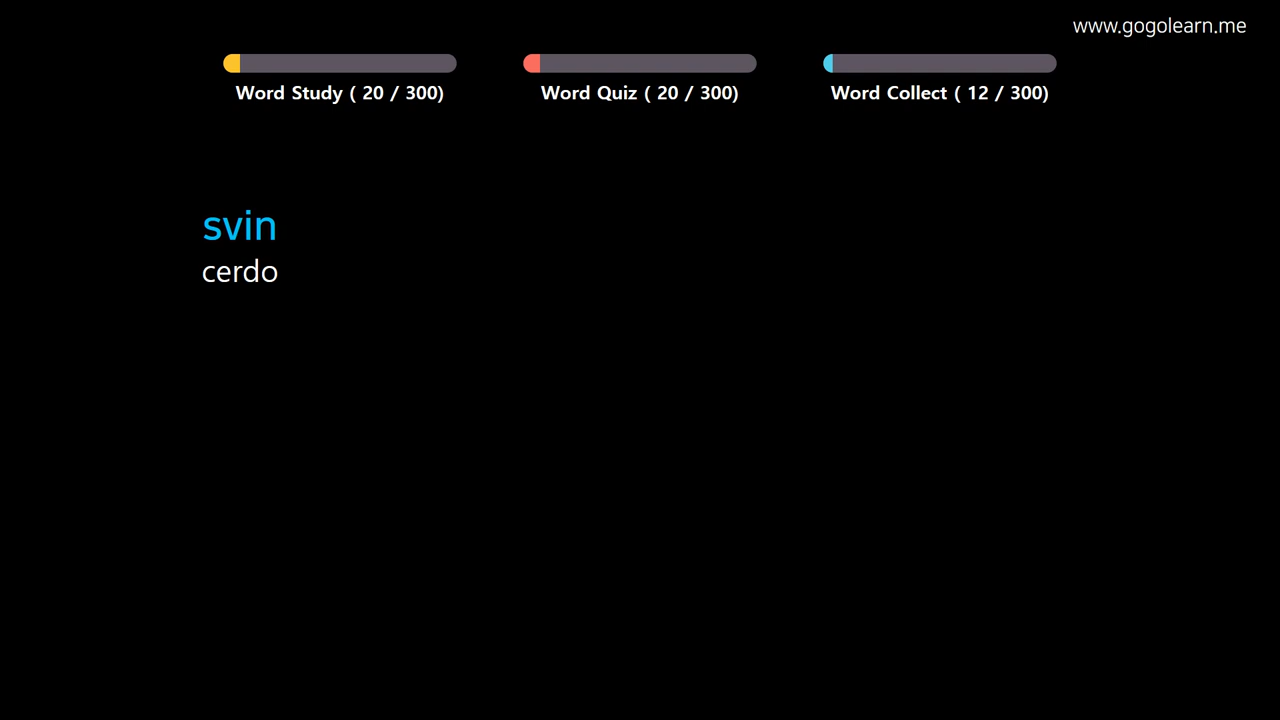 www.gogolearn.me
Word Study ( 20 / 300)
Word Quiz ( 20 / 300)
Word Collect ( 12 / 300)
svin
cerdo